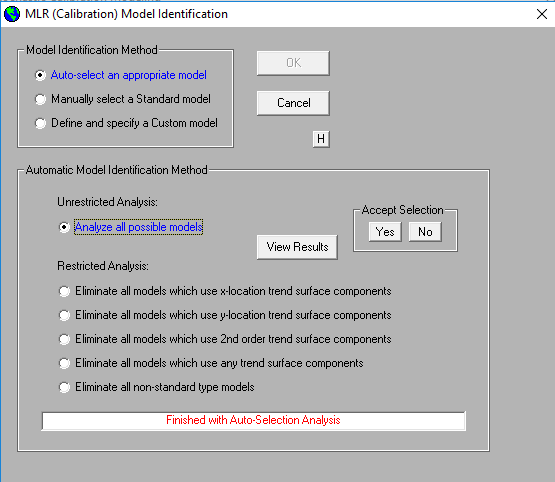 MLR (Calibration) Model Identification
Model Identification Method
Auto-select an appropriate model
Manually select a Standard model
Define and specify a Custom model
OK
Cancel
H
Automatic Model Identification Method
Unrestricted Analysis:
Analyze all possible models
Accept Selection
Yes No
View Results
Restricted Analysis:
Eliminate all models which use x-location trend surface components
Eliminate all models which use y-location trend surface components
Eliminate all models which use 2nd order trend surface components
Eliminate all models which use any trend surface components
Eliminate all non-standard type models
Finished with Auto-Selection Analysis